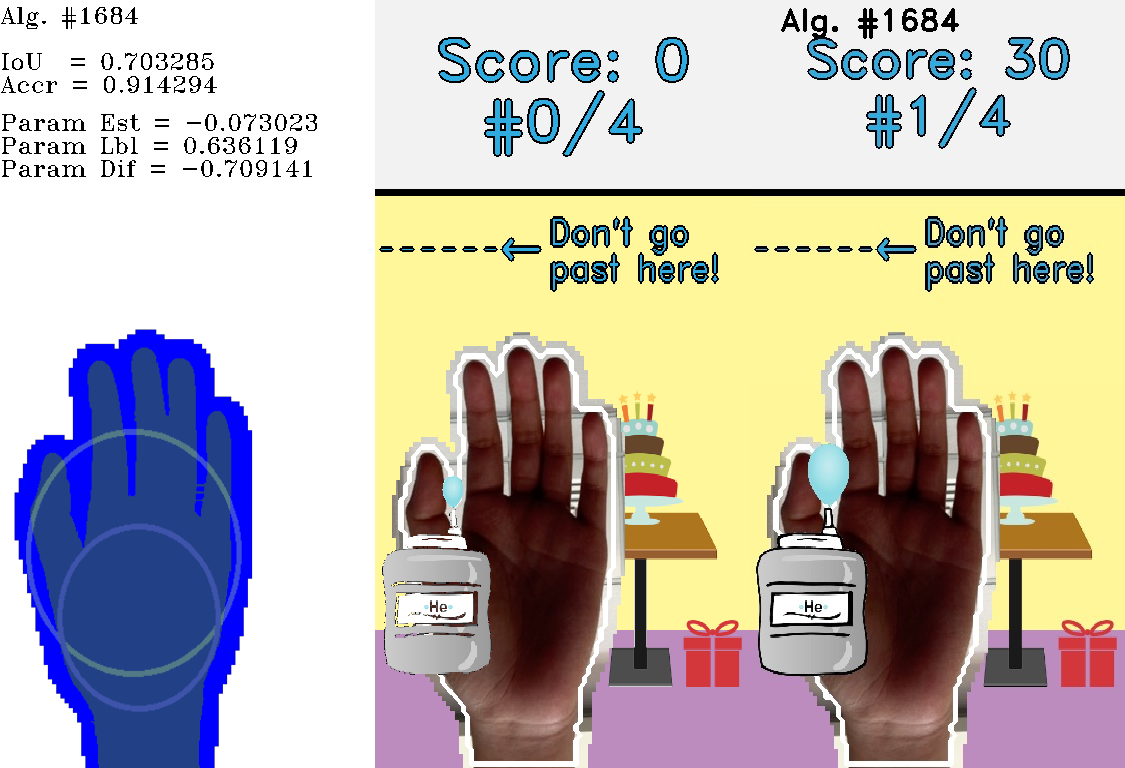 Alg. #1684
IoU = 0.703285
Accr = 0.914294
Param Est = −0.073023
Param Lbl = 0.636119
Param Dif = −0.709141
Score: 0
#0/4
Don't go
past here!
He
Alg. #1684
Score: 30
#1/4
Don't go
past here!
He